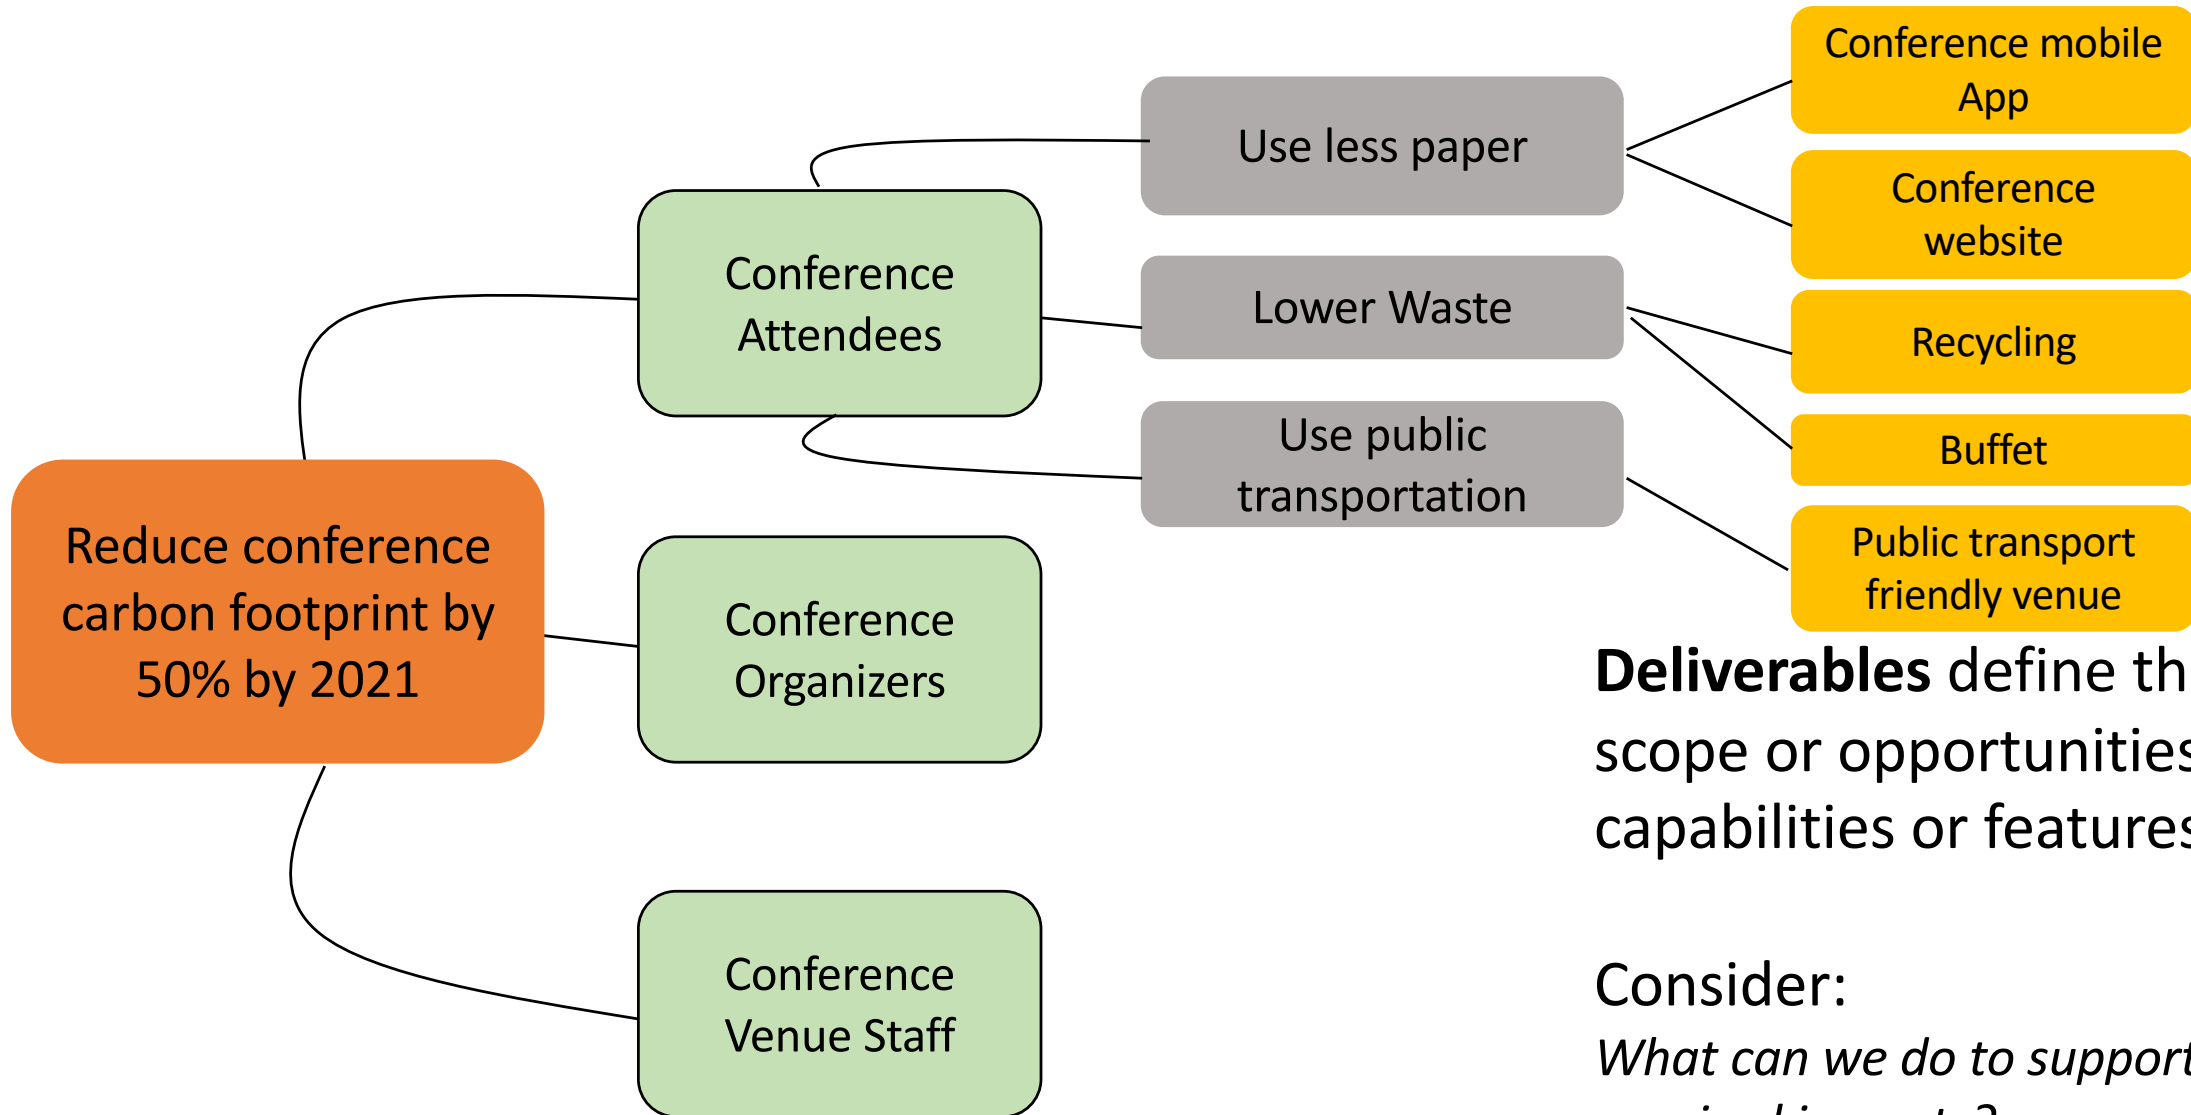 Reduce conference
carbon footprint by
50% by 2021
Conference
Attendees
Conference
Organizers
Conference
Venue Staff
Use less paper
Lower Waste
Use public
transportation
Conference mobile
App
Conference
website
Recycling
Buffet
Public transport
friendly venue
Deliverables define th
scope or opportunities
capabilities or features
Consider:
What can we do to support